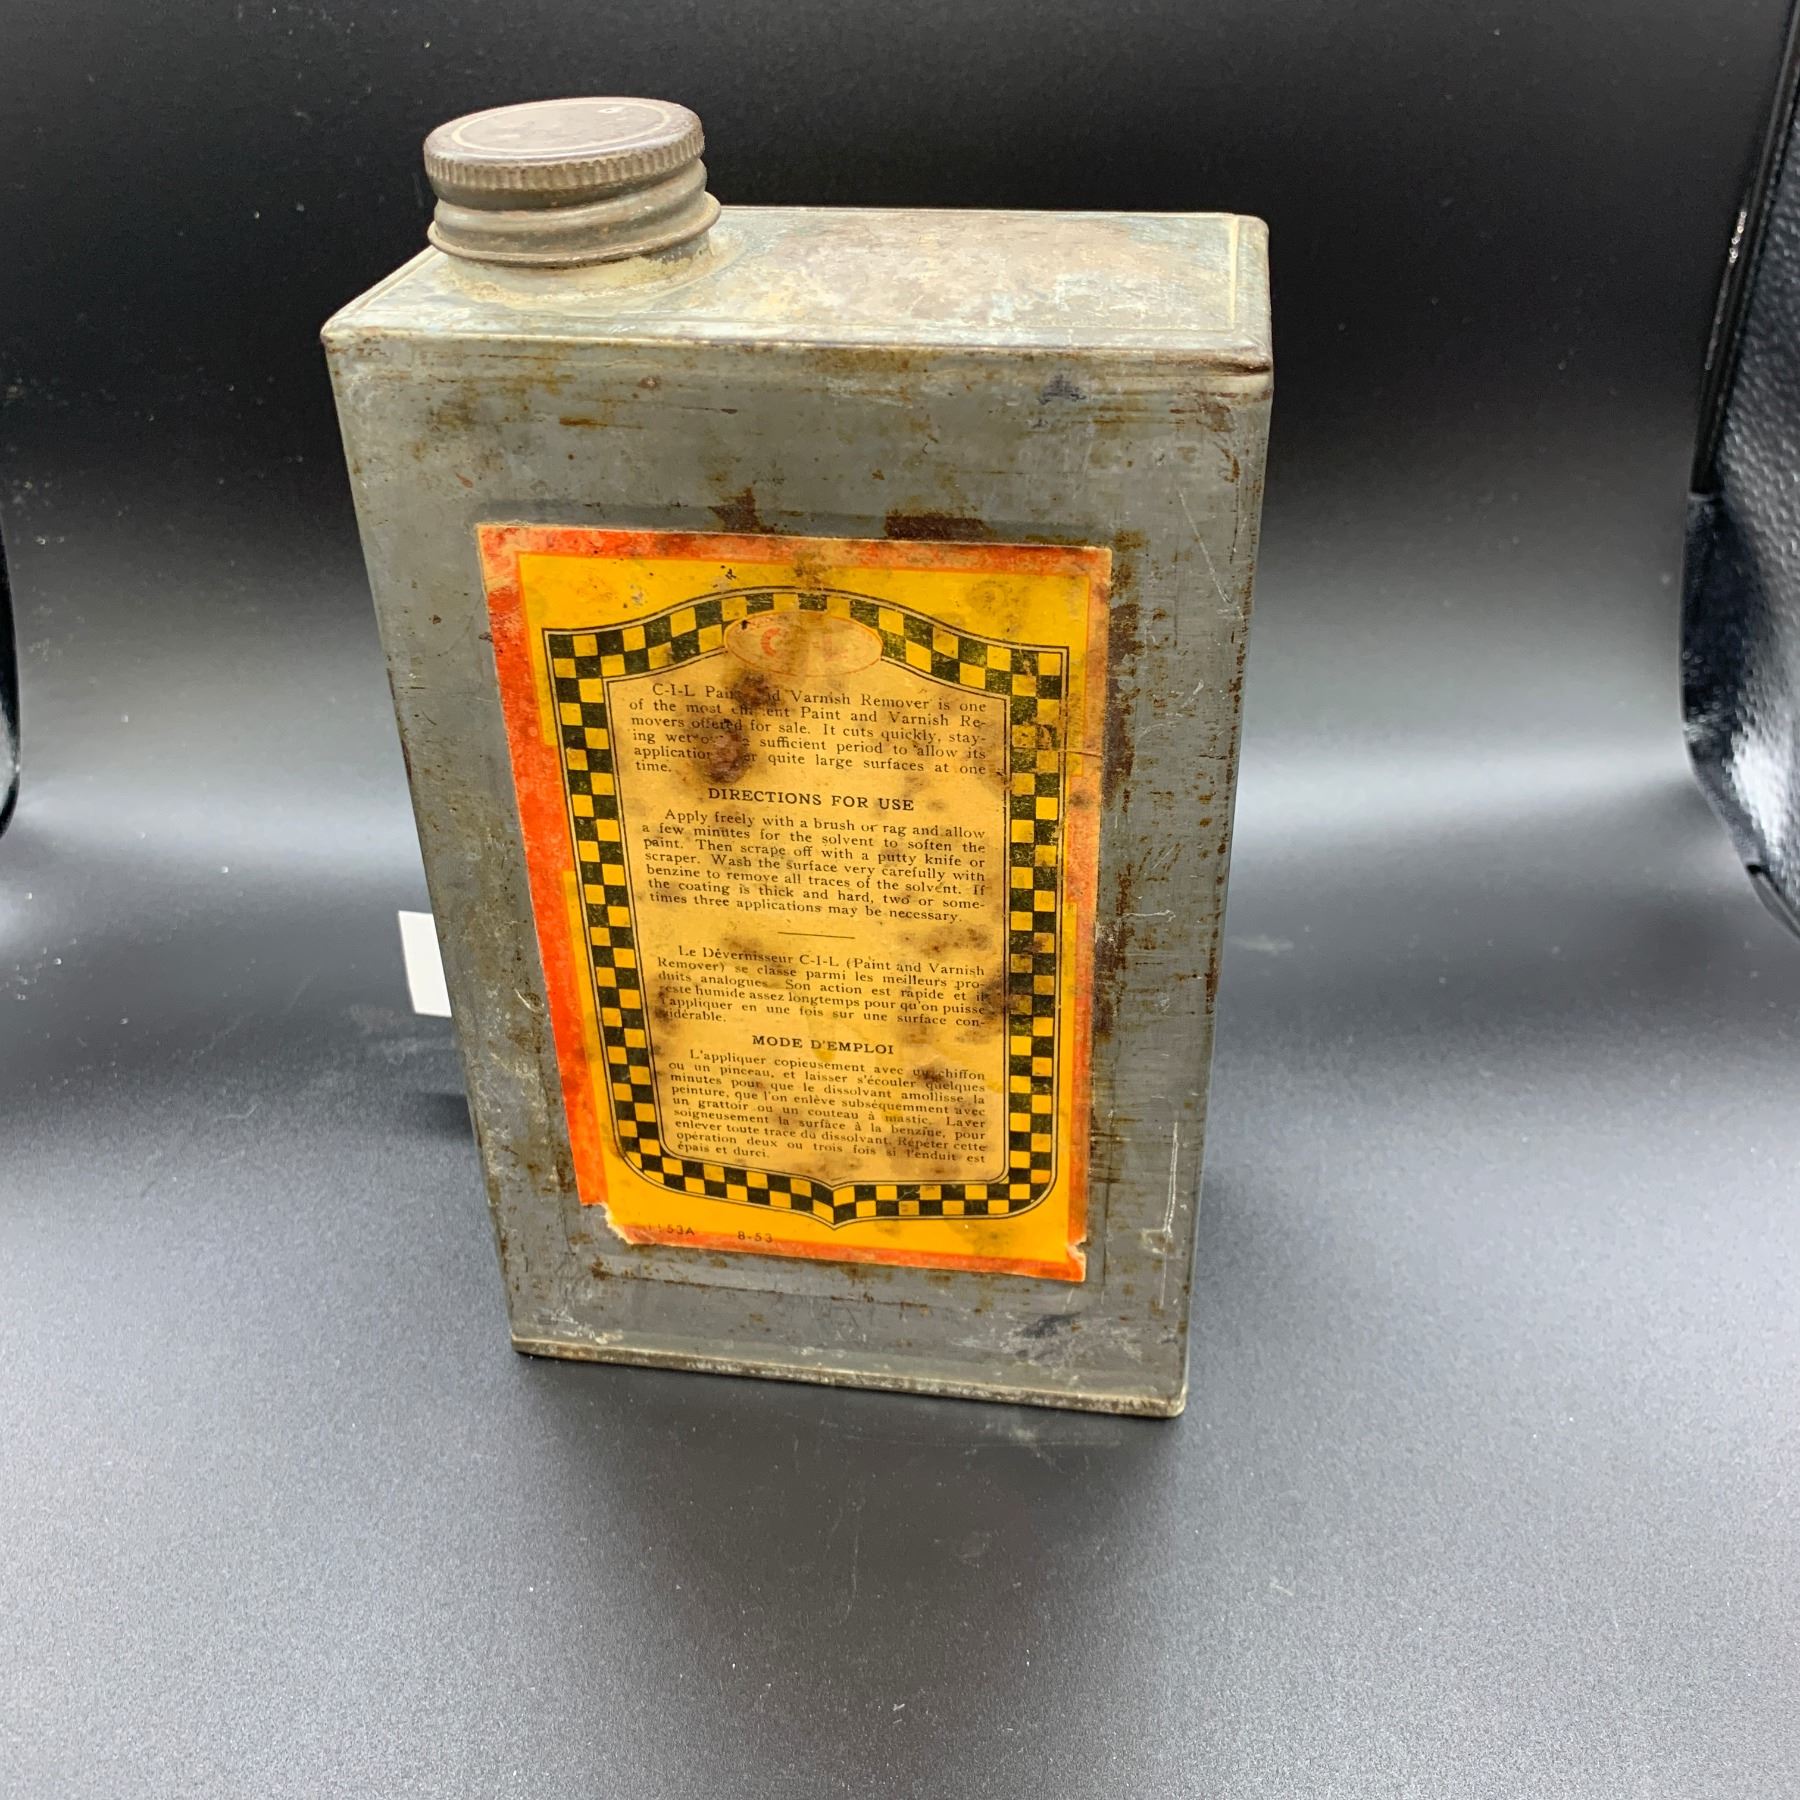 C
L
C-I-L Varnish Remover is one
of the most Paint and Varnish Re-
movers offered for sale. It cuts quickly, stay-
ing wet sufficient period to allow its
application quite large surfaces at one
time.
DIRECTIONS FOR USE
Apply freely with a brush or rag and allow
a few minutes for the solvent to soften the
paint. Then scrape off with a putty knife or
scraper. Wash the surface very carefully with
benzine to remove all traces of the solvent. If
the coating is thick and hard, two or some-
times three applications may be necessary.
Le Dévernisseur C-I-L (Paint and Varnish
Remover) se classe parmi les meilleurs pro-
duits analogues. Son action est rapide et il
reste humide assez longtemps pour qu'on puisse
l'appliquer en une fois sur une surface con-
sidérable.
MODE D'EMPLOI
L'appliquer copieusement avec un chiffon
ou un pinceau, et laisser s'écouler quelques
minutes pour que le dissolvant amollisse la
peinture, que l'on enlève subséquemment avec
un grattoir ou un couteau à mastic. Laver
soigneusement la surface à la benzine, pour
enlever toute trace du dissolvant. Répéter cette
opération deux ou trois fois si l'enduit est
épais et durci.
8-53